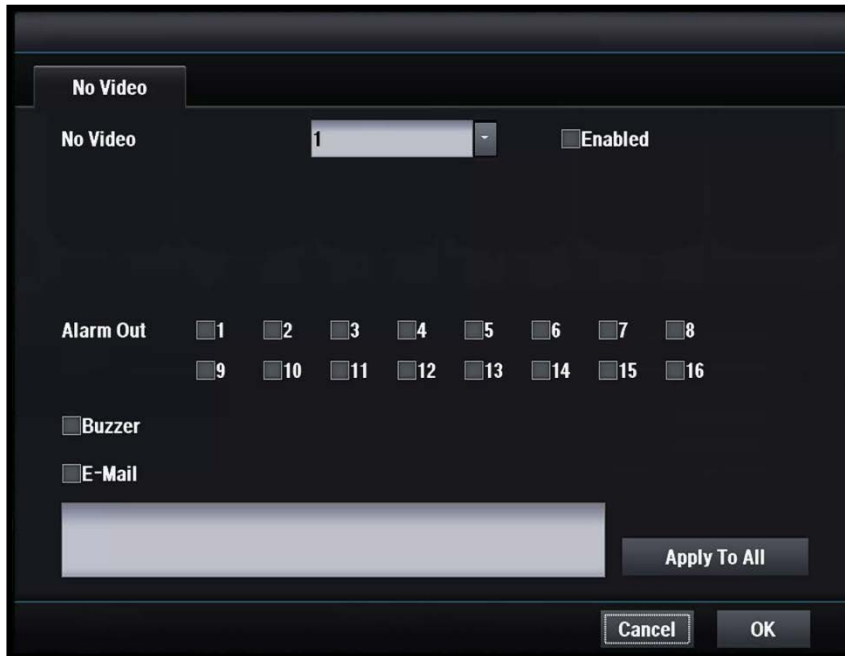 No Video
No Video 1 Enabled
Alarm Out 1 2 3 4 5 6 7 8
9 10 11 12 13 14 15 16
Buzzer
E-Mail
Apply To All
Cancel OK